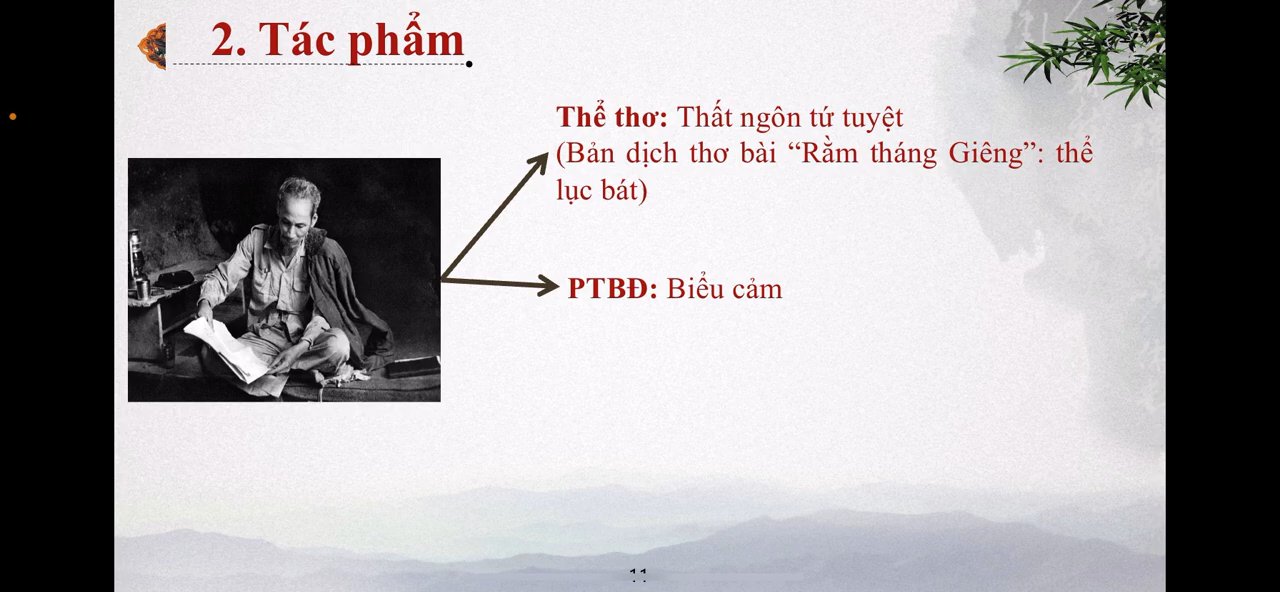 2. Tác phẩm
Thể thơ: Thất ngôn tứ tuyệt
(Bản dịch thơ bài “Rằm tháng Giêng”: thể
lục bát)
PTBĐ: Biểu cảm
11